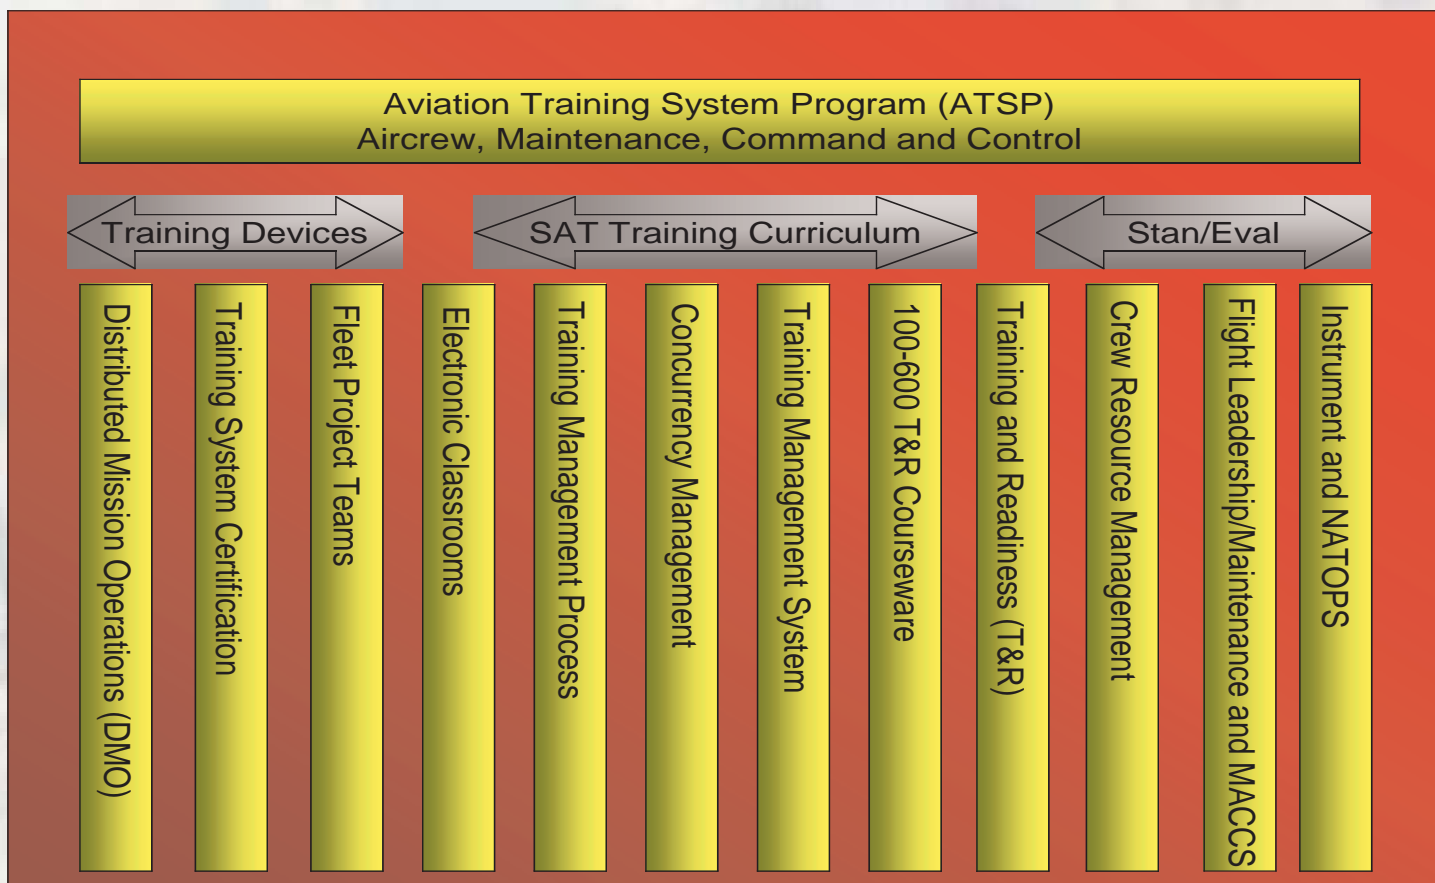 Aviation Training System Program (ATSP)
Aircrew, Maintenance, Command and Control
Training Devices
SAT Training Curriculum
Stan/Eval
Distributed Mission Operations (DMO)
Training System Certification
Fleet Project Teams
Electronic Classrooms
Training Management Process
Concurrency Management
Training Management System
100-600 T&R Courseware
Training and Readiness (T&R)
Crew Resource Management
Flight Leadership/Maintenance and MACCS
Instrument and NATOPS